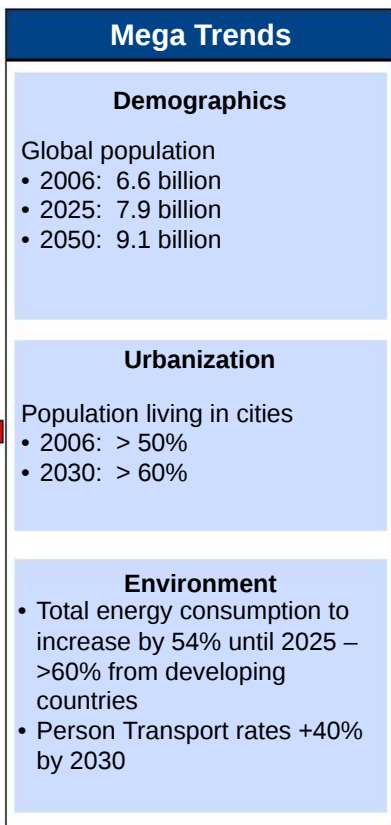 Mega Trends
Demographics
Global population
• 2006: 6.6 billion
• 2025: 7.9 billion
• 2050: 9.1 billion
Urbanization
Population living in cities
• 2006: > 50%
• 2030: > 60%
Environment
• Total energy consumption to
increase by 54% until 2025 –
>60% from developing
countries
• Person Transport rates +40%
by 2030